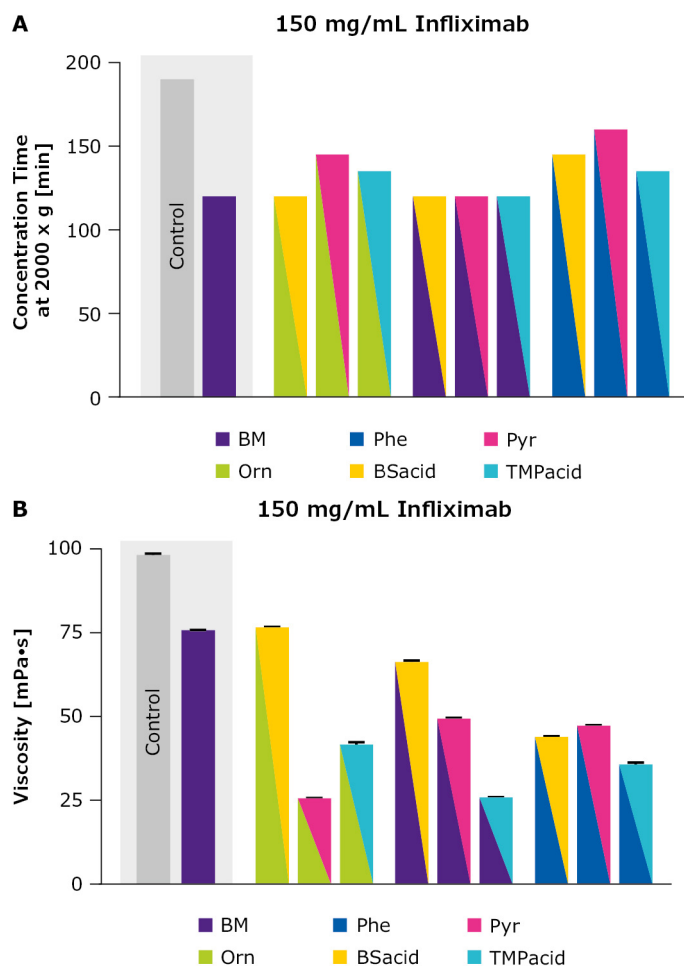 A
150 mg/mL Infliximab
Concentration Time
at 2000 x g [min]
200
150
100
50
0
Control
BM
Phe
Pyr
Orn
BSacid
TMPacid
B
150 mg/mL Infliximab
Viscosity [mPa•s]
100
75
50
25
0
Control
BM
Phe
Pyr
Orn
BSacid
TMPacid